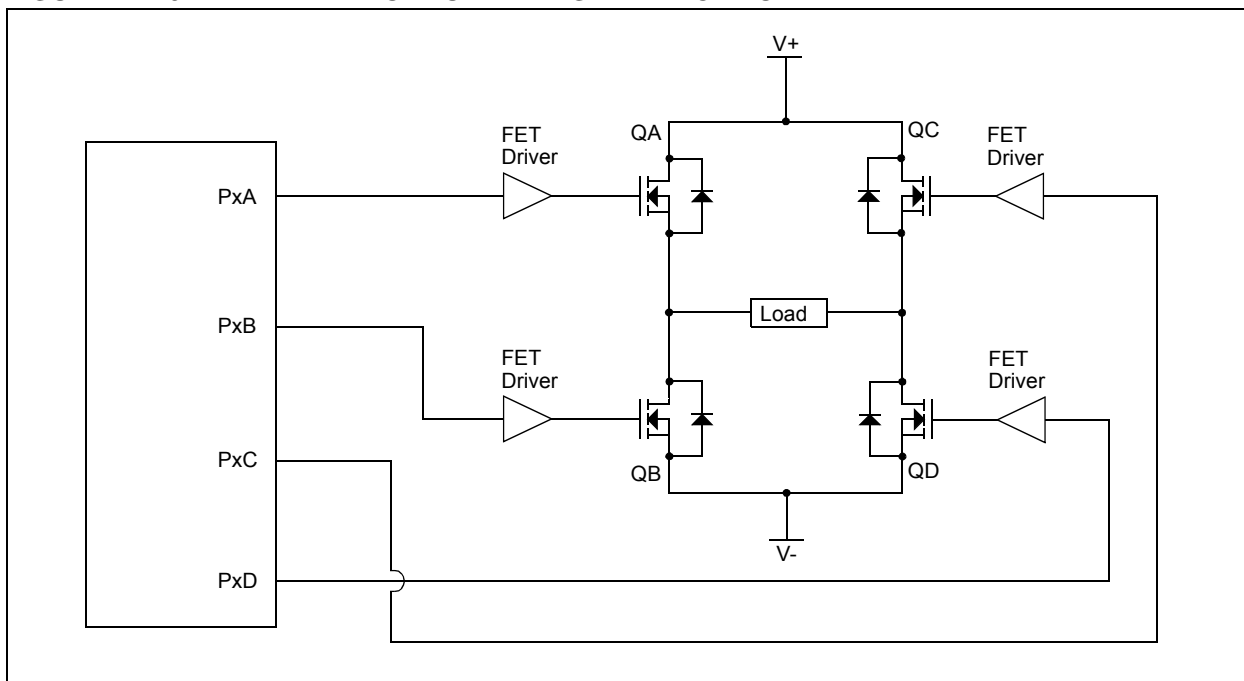 V+
FET
Driver
QA
QC
FET
Driver
PxA
PxB
Load
FET
Driver
FET
Driver
PxC
QB
QD
V-
PxD